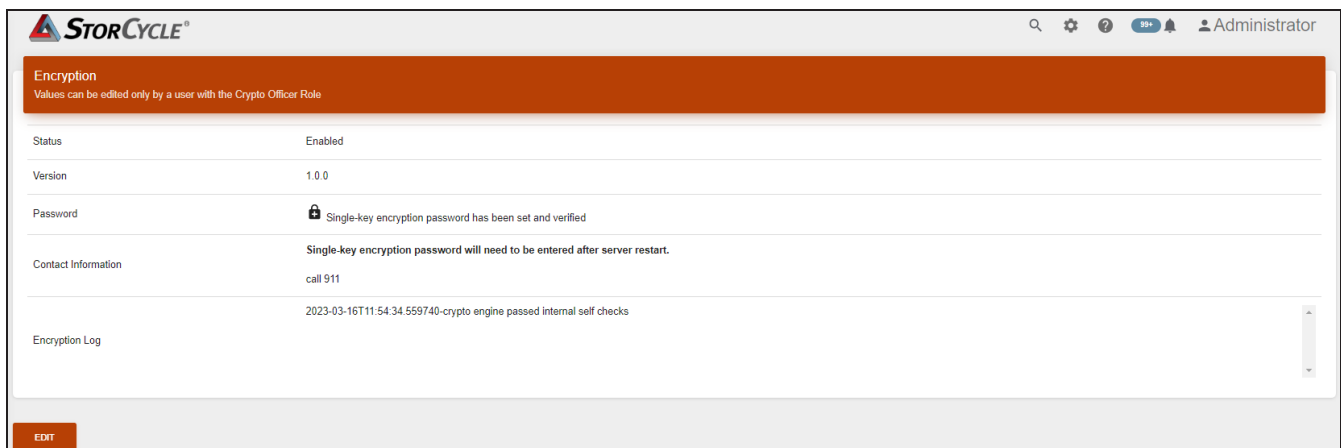 STORCYCLE®
99+
Administrator
Encryption
Values can be edited only by a user with the Crypto Officer Role
Status Enabled
Version 1.0.0
Password Single-key encryption password has been set and verified
Single-key encryption password will need to be entered after server restart.
Contact Information
call 911
2023-03-16T11:54:34.559740-crypto engine passed internal self checks
Encryption Log
EDIT